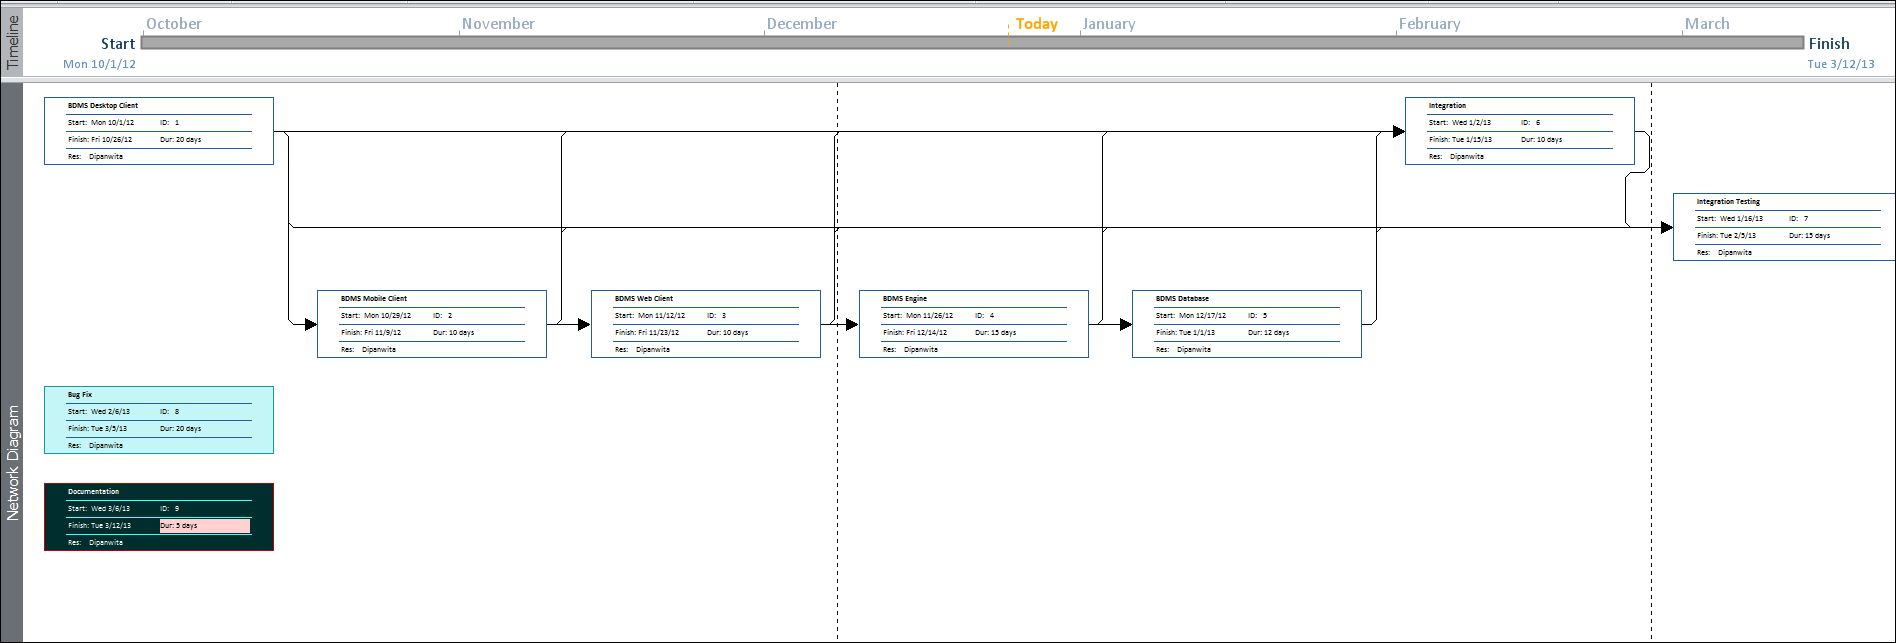 Timeline
October November December Today January February March
Start Finish
Mon 10/1/12 Tue 3/12/13
Network Diagram
BDMS Desktop Client
Start: Mon 10/1/12 ID: 1
Finish: Fri 10/26/12 Dur: 20 days
Res: Dipanwita
Integration
Start: Wed 1/2/13 ID: 6
Finish: Tue 1/15/13 Dur: 10 days
Res: Dipanwita
Integration Testing
Start: Wed 1/16/13 ID: 7
Finish: Tue 2/5/13 Dur: 15 days
Res: Dipanwita
BDMS Mobile Client
Start: Mon 10/29/12 ID: 2
Finish: Fri 11/9/12 Dur: 10 days
Res: Dipanwita
BDMS Web Client
Start: Mon 11/12/12 ID: 3
Finish: Fri 11/23/12 Dur: 10 days
Res: Dipanwita
BDMS Engine
Start: Mon 11/26/12 ID: 4
Finish: Fri 12/14/12 Dur: 15 days
Res: Dipanwita
BDMS Database
Start: Mon 12/17/12 ID: 5
Finish: Tue 1/1/13 Dur: 12 days
Res: Dipanwita
Bug Fix
Start: Wed 2/6/13 ID: 8
Finish: Tue 3/5/13 Dur: 20 days
Res: Dipanwita
Documentation
Start: Wed 3/6/13 ID: 9
Finish: Tue 3/12/13 Dur: 5 days
Res: Dipanwita